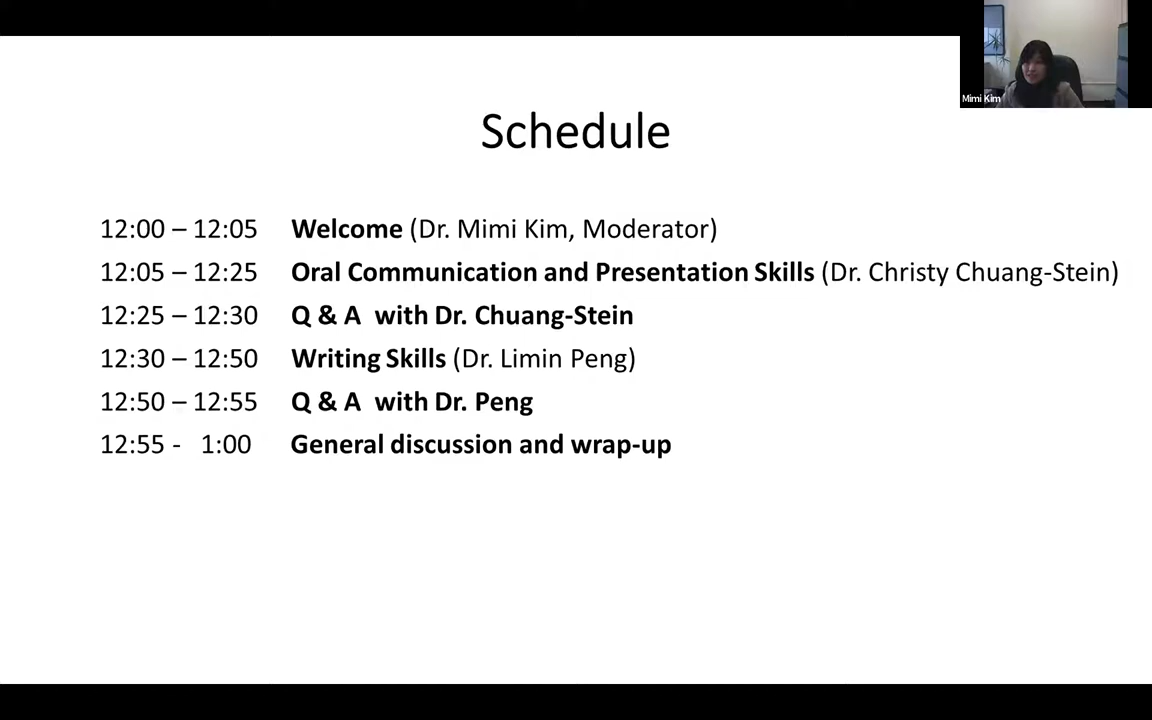 Mimi Kim
Schedule
12:00 – 12:05 Welcome (Dr. Mimi Kim, Moderator)
12:05 – 12:25 Oral Communication and Presentation Skills (Dr. Christy Chuang-Stein)
12:25 – 12:30 Q & A with Dr. Chuang-Stein
12:30 – 12:50 Writing Skills (Dr. Limin Peng)
12:50 – 12:55 Q & A with Dr. Peng
12:55 - 1:00 General discussion and wrap-up